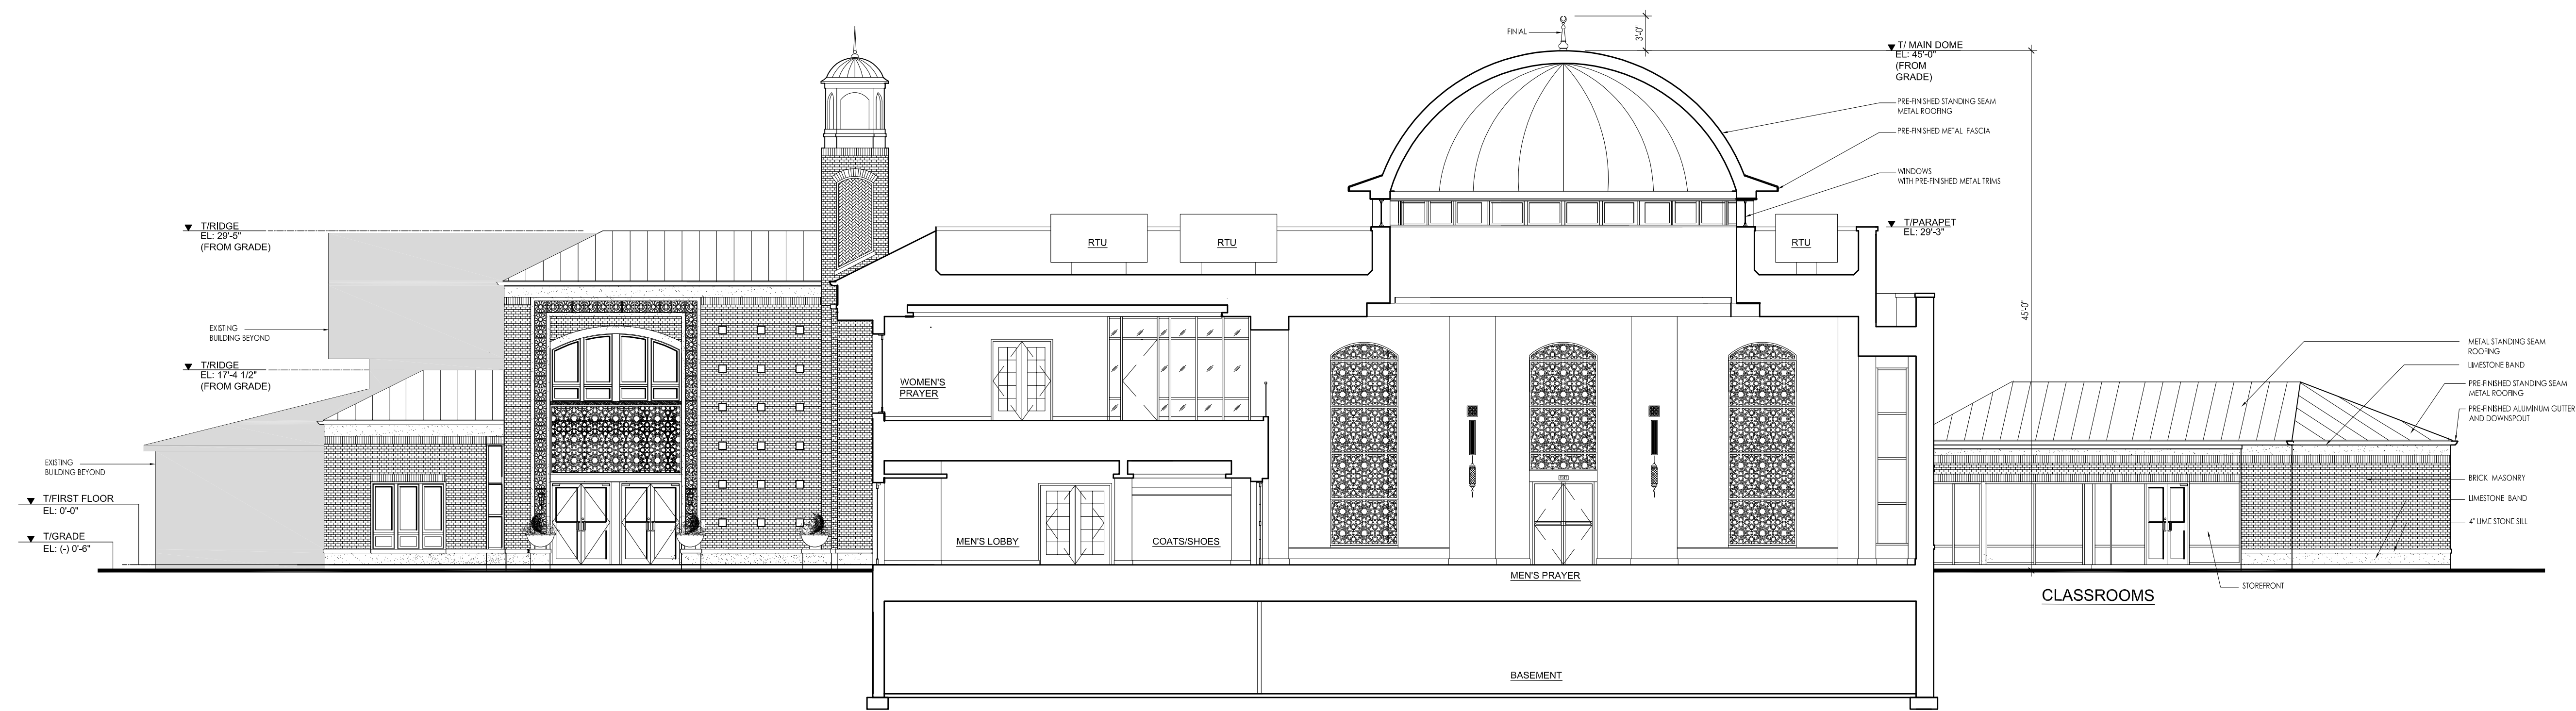 FINIAL
3'-0"
T/ MAIN DOME
EL: 45'-0"
(FROM
GRADE)
PRE-FINISHED STANDING SEAM
METAL ROOFING
PRE-FINISHED METAL FASCIA
WINDOWS
WITH PRE-FINISHED METAL TRIMS
T/RIDGE
EL: 29'-5"
(FROM GRADE)
RTU
RTU
RTU
T/PARAPET
EL: 29'-3"
45'-0"
EXISTING
BUILDING BEYOND
T/RIDGE
EL: 17'-4 1/2"
(FROM GRADE)
WOMEN'S
PRAYER
METAL STANDING SEAM
ROOFING
LIMESTONE BAND
PRE-FINISHED STANDING SEAM
METAL ROOFING
PRE-FINISHED ALUMINUM GUTTER
AND DOWNSPOUT
EXISTING
BUILDING BEYOND
T/FIRST FLOOR
EL: 0'-0"
T/GRADE
EL: (-) 0'-6"
MEN'S LOBBY
COATS/SHOES
EXIT
BRICK MASONRY
LIMESTONE BAND
4" LIME STONE SILL
MEN'S PRAYER
STOREFRONT
CLASSROOMS
BASEMENT